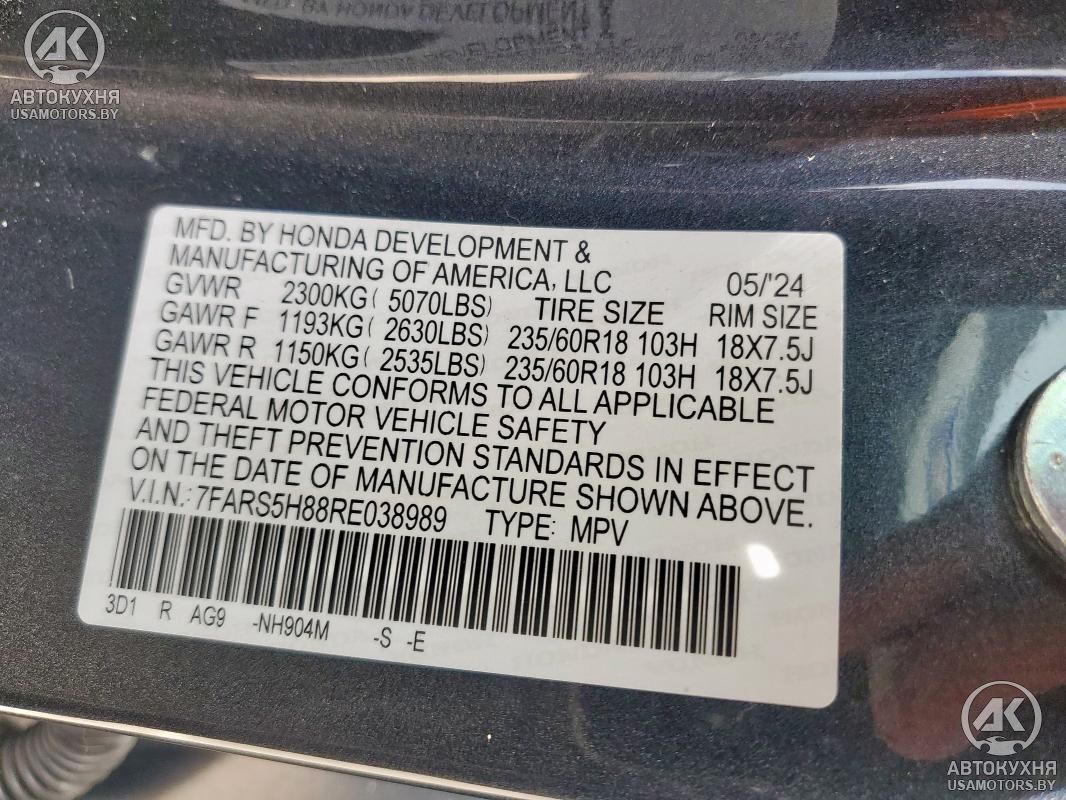 AK
АВТОКУХНЯ
USAMOTORS.BY
MFD. BY HONDA DEVELOPMENT &
MANUFACTURING OF AMERICA, LLC 05/'24
GVWR 2300KG( 5070LBS) TIRE SIZE RIM SIZE
GAWR F 1193KG( 2630LBS) 235/60R18 103H 18X7.5J
GAWR R 1150KG( 2535LBS) 235/60R18 103H 18X7.5J
THIS VEHICLE CONFORMS TO ALL APPLICABLE
FEDERAL MOTOR VEHICLE SAFETY
AND THEFT PREVENTION STANDARDS IN EFFECT
ON THE DATE OF MANUFACTURE SHOWN ABOVE.
V.I.N.: 7FARS5H88RE038989 TYPE: MPV
3D1 R AG9 -NH904M -S -E
AK
АВТОКУХНЯ
USAMOTORS.BY